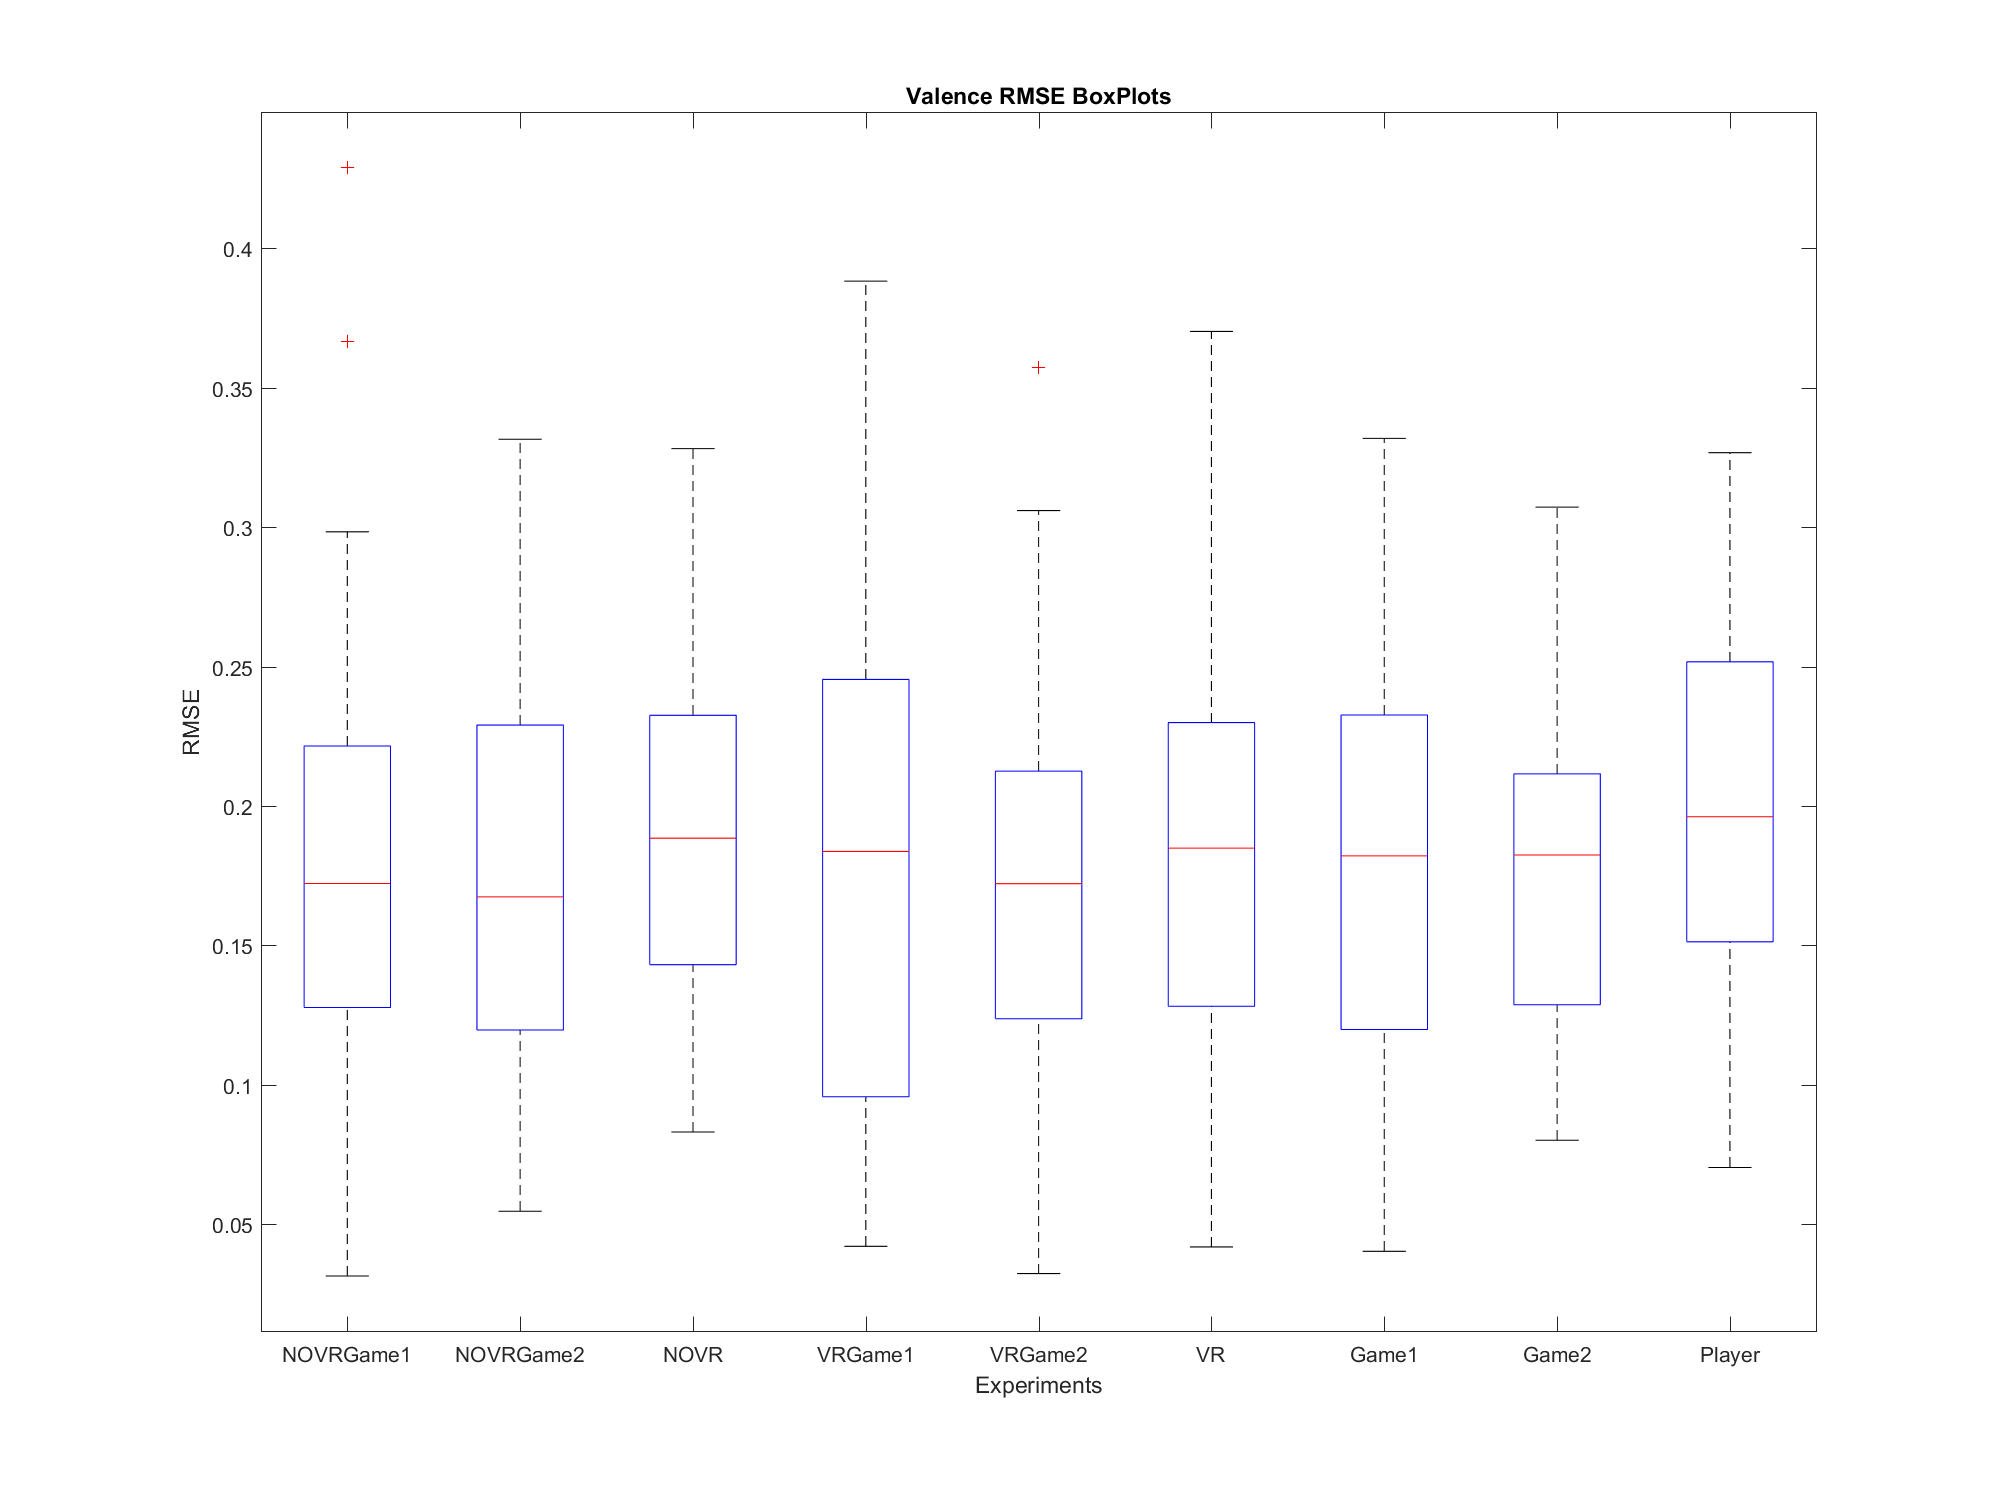 Valence RMSE BoxPlots
0.4
0.35
0.3
0.25
0.2
0.15
0.1
0.05
RMSE
NOVRGame1 NOVRGame2 NOVR VRGame1 VRGame2 VR Game1 Game2 Player
Experiments